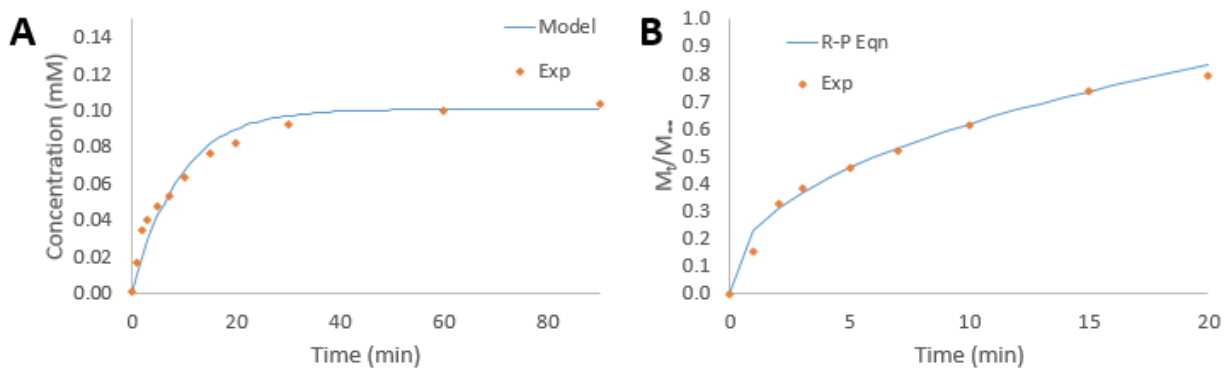 A
0.14
0.12
0.10
0.08
0.06
0.04
0.02
0.00
Concentration (mM)
Model
Exp
0
20
40
60
80
Time (min)
B
1.0
0.9
0.8
0.7
0.6
0.5
0.4
0.3
0.2
0.1
0.0
Mt/M∞
R-P Eqn
Exp
0
5
10
15
20
Time (min)